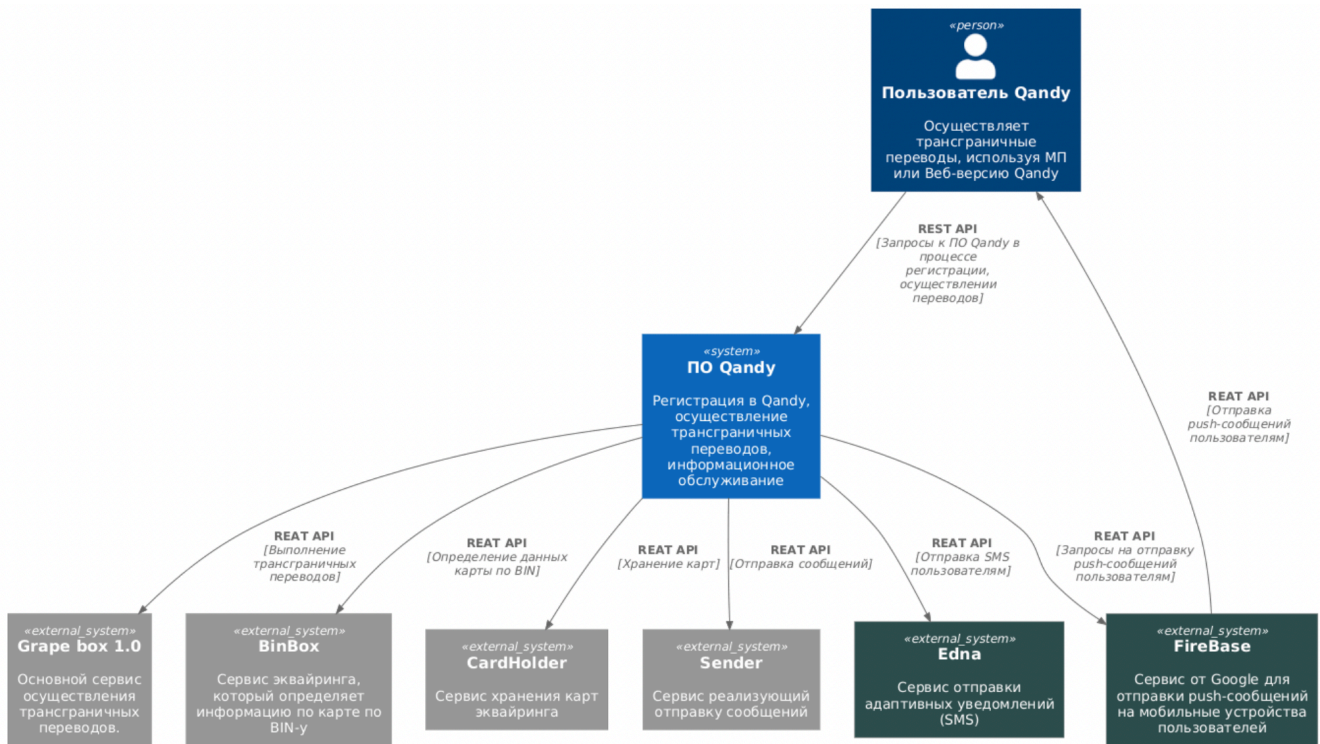 «person»
Пользователь Qandy
Осуществляет
трансграничные
переводы, используя МП
или Веб-версию Qandy
REST API
[Запросы к ПО Qandy в
процессе
регистрации,
осуществлении
переводов]
«system»
ПО Qandy
Регистрация в Qandy,
осуществление
трансграничных
переводов,
информационное
обслуживание
REAT API
[Отправка
push-сообщений
пользователям]
REAT API
[Выполнение
трансграничных
переводов]
REAT API
[Определение данных
карты по BIN]
REAT API
[Хранение карт]
REAT API
[Отправка сообщений]
REAT API
[Отправка SMS
пользователям]
REAT API
[Запросы на отправку
push-сообщений
пользователям]
«external_system»
Grape box 1.0
Основной сервис
осуществления
трансграничных
переводов.
«external_system»
BinBox
Сервис эквайринга,
который определяет
информацию по карте по
BIN-у
«external_system»
CardHolder
Сервис хранения карт
эквайринга
«external_system»
Sender
Сервис реализующий
отправку сообщений
«external_system»
Edna
Сервис отправки
адаптивных уведомлений
(SMS)
«external_system»
FireBase
Сервис от Google для
отправки push-сообщений
на мобильные устройства
пользователей